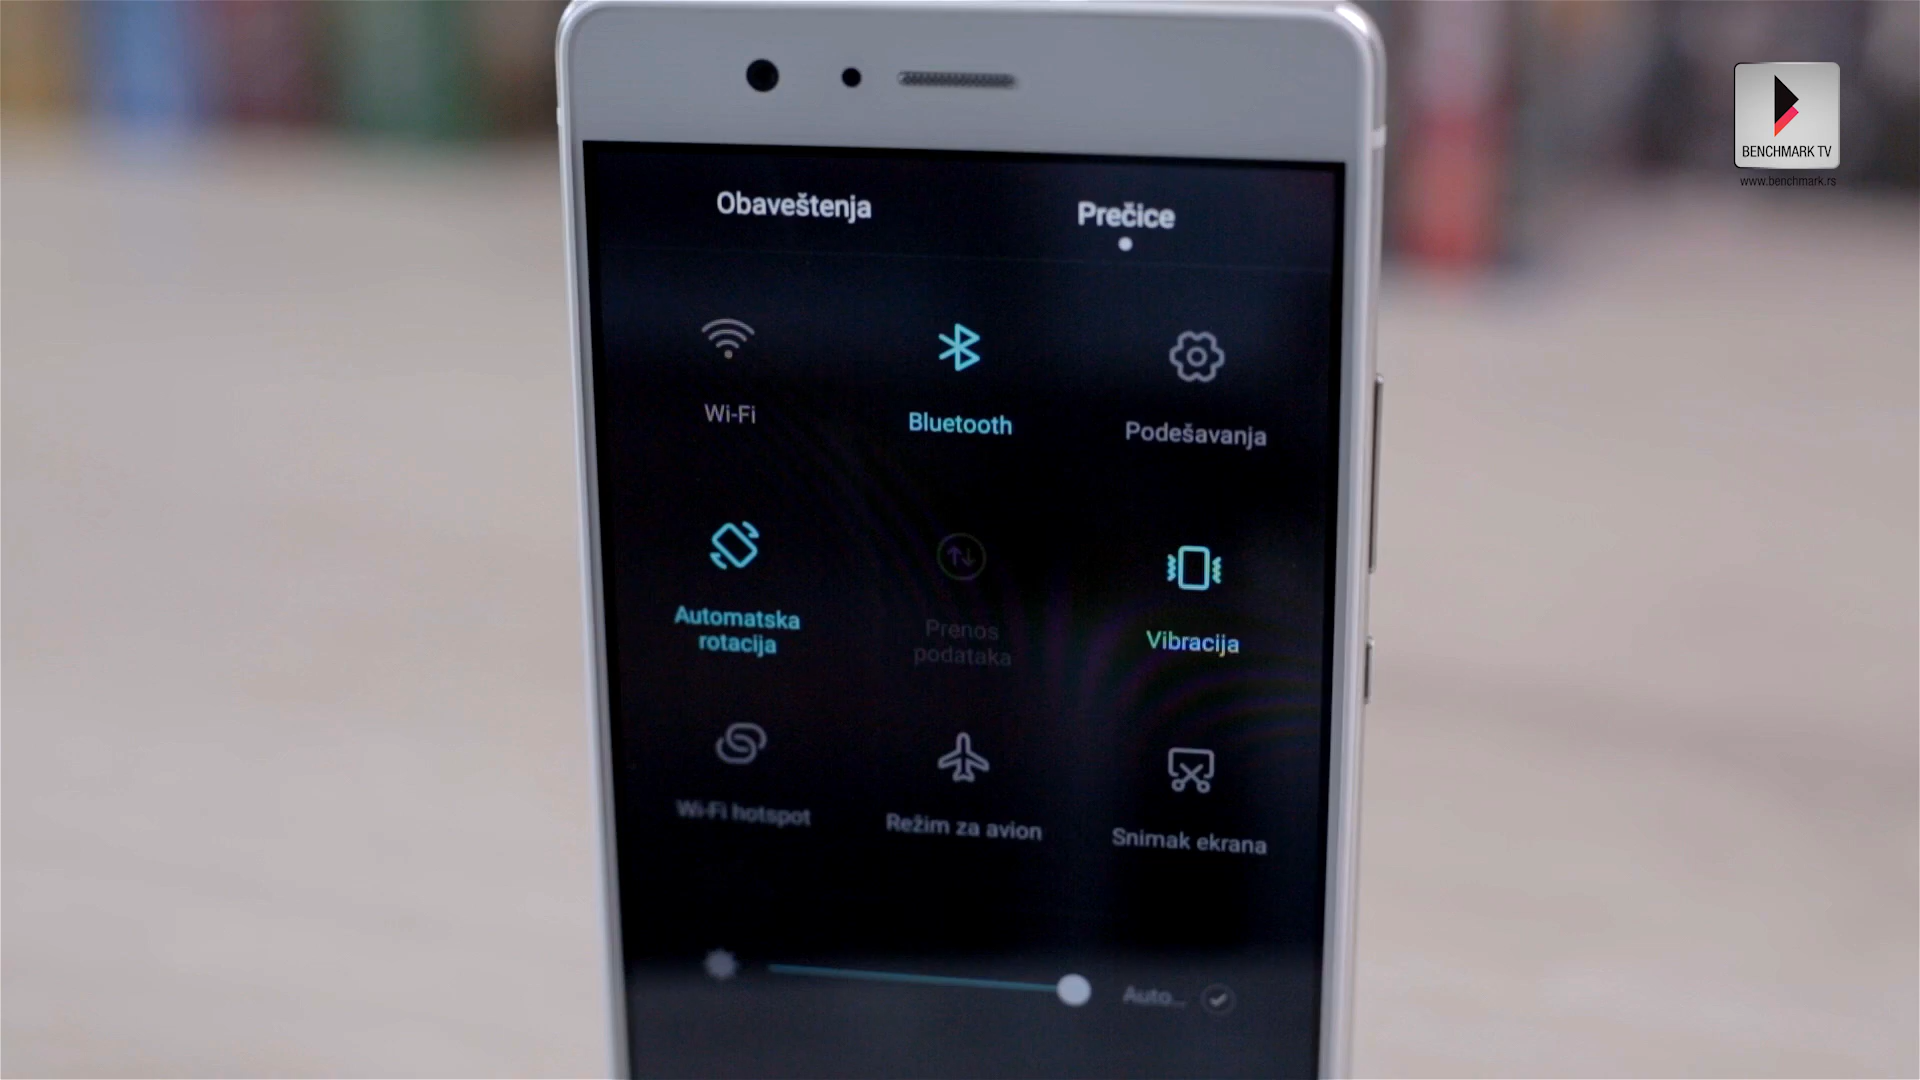 BENCHMARK TV
www.benchmark.rs
Obaveštenja
Prečice
Wi-Fi
Bluetooth
Podešavanja
Automatska
rotacija
Prenos
podataka
Vibracija
Wi-Fi hotspot
Režim za avion
Snimak ekrana
Auto...